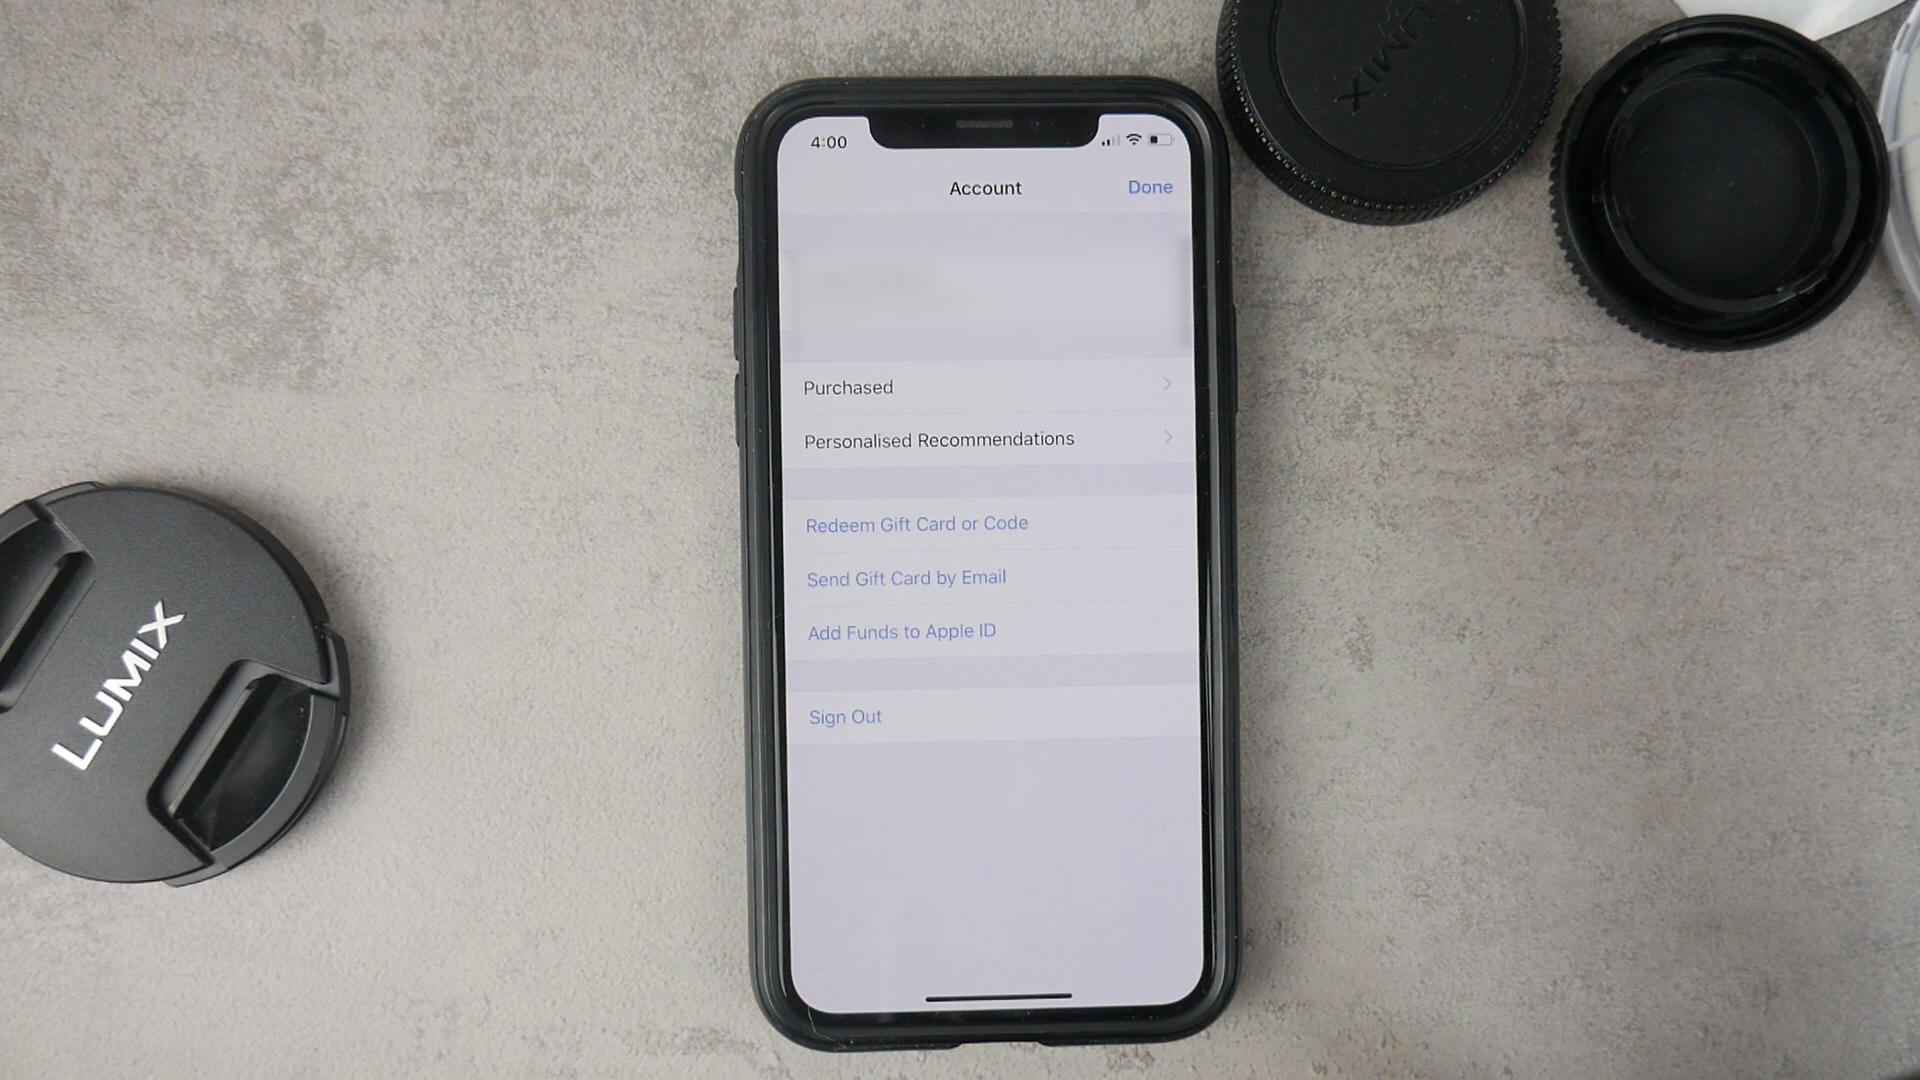 LUMIX
4:00
Account
Done
Purchased
Personalised Recommendations
Redeem Gift Card or Code
Send Gift Card by Email
Add Funds to Apple ID
Sign Out
LUMIX